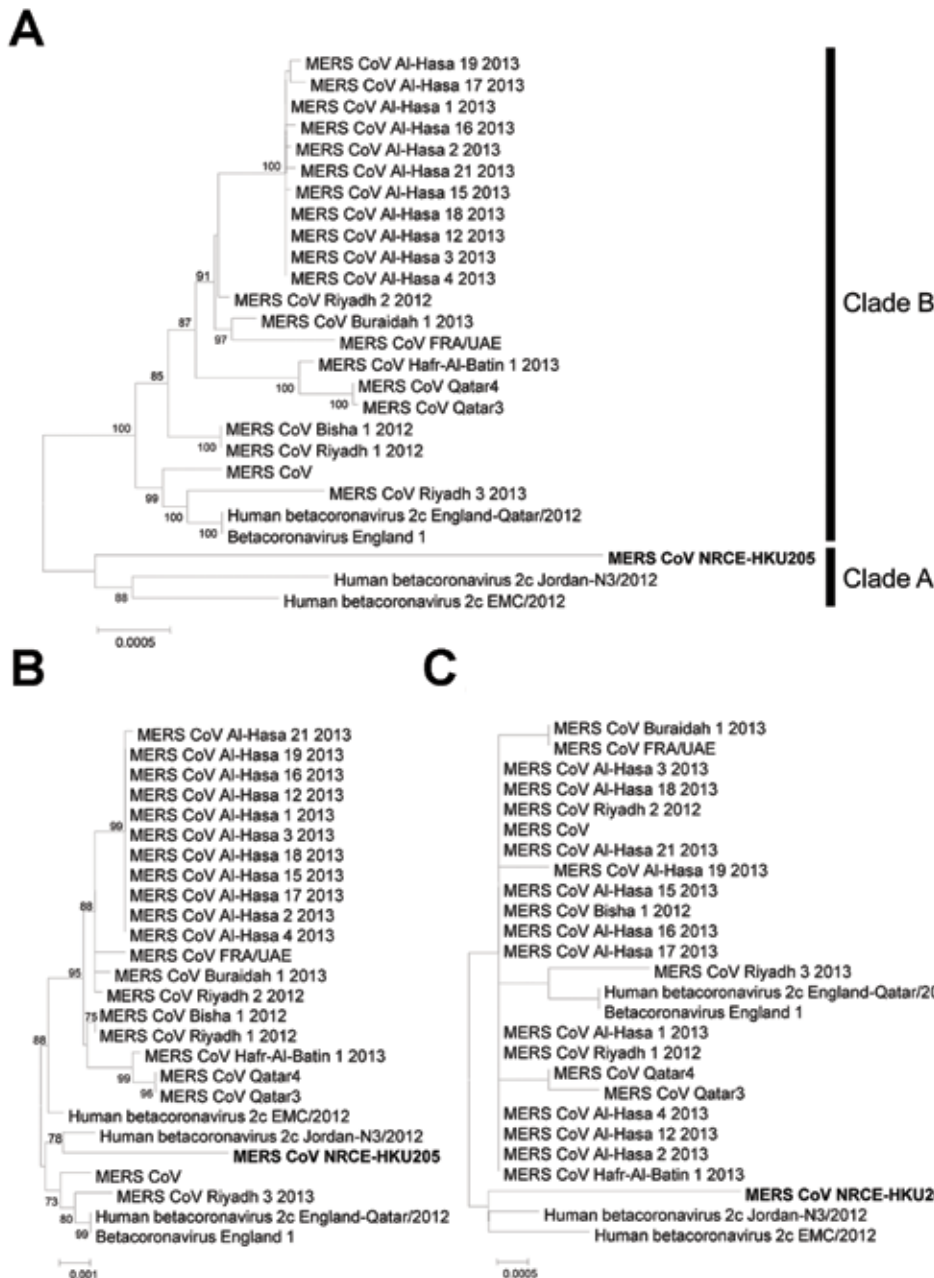 A
MERS CoV Al-Hasa 19 2013
MERS CoV Al-Hasa 17 2013
MERS CoV Al-Hasa 1 2013
MERS CoV Al-Hasa 16 2013
MERS CoV Al-Hasa 2 2013
100
MERS CoV Al-Hasa 21 2013
MERS CoV Al-Hasa 15 2013
MERS CoV Al-Hasa 18 2013
MERS CoV Al-Hasa 12 2013
MERS CoV Al-Hasa 3 2013
91
MERS CoV Al-Hasa 4 2013
MERS CoV Riyadh 2 2012
Clade B
87
MERS CoV Buraidah 1 2013
97
MERS CoV FRA/UAE
MERS CoV Hafr-Al-Batin 1 2013
85
100
MERS CoV Qatar4
100
MERS CoV Qatar3
100
MERS CoV Bisha 1 2012
100
MERS CoV Riyadh 1 2012
MERS CoV
99
MERS CoV Riyadh 3 2013
100
Human betacoronavirus 2c England-Qatar/2012
100
Betacoronavirus England 1
MERS CoV NRCE-HKU205
Human betacoronavirus 2c Jordan-N3/2012
Clade A
88
Human betacoronavirus 2c EMC/2012
0.0005
B
MERS CoV Al-Hasa 21 2013
MERS CoV Al-Hasa 19 2013
MERS CoV Al-Hasa 16 2013
MERS CoV Al-Hasa 12 2013
MERS CoV Al-Hasa 1 2013
99
MERS CoV Al-Hasa 3 2013
MERS CoV Al-Hasa 18 2013
MERS CoV Al-Hasa 15 2013
88
MERS CoV Al-Hasa 17 2013
MERS CoV Al-Hasa 2 2013
MERS CoV Al-Hasa 4 2013
MERS CoV FRA/UAE
95
MERS CoV Buraidah 1 2013
MERS CoV Riyadh 2 2012
75
MERS CoV Bisha 1 2012
88
MERS CoV Riyadh 1 2012
MERS CoV Hafr-Al-Batin 1 2013
99
MERS CoV Qatar4
96
MERS CoV Qatar3
Human betacoronavirus 2c EMC/2012
78
Human betacoronavirus 2c Jordan-N3/2012
MERS CoV NRCE-HKU205
MERS CoV
73
MERS CoV Riyadh 3 2013
80
Human betacoronavirus 2c England-Qatar/2012
99
Betacoronavirus England 1
0.001
C
MERS CoV Buraidah 1 2013
MERS CoV FRA/UAE
MERS CoV Al-Hasa 3 2013
MERS CoV Al-Hasa 18 2013
MERS CoV Riyadh 2 2012
MERS CoV
MERS CoV Al-Hasa 21 2013
MERS CoV Al-Hasa 19 2013
MERS CoV Al-Hasa 15 2013
MERS CoV Bisha 1 2012
MERS CoV Al-Hasa 16 2013
MERS CoV Al-Hasa 17 2013
MERS CoV Riyadh 3 2013
Human betacoronavirus 2c England-Qatar/20
Betacoronavirus England 1
MERS CoV Al-Hasa 1 2013
MERS CoV Riyadh 1 2012
MERS CoV Qatar4
MERS CoV Qatar3
MERS CoV Al-Hasa 4 2013
MERS CoV Al-Hasa 12 2013
MERS CoV Al-Hasa 2 2013
MERS CoV Hafr-Al-Batin 1 2013
MERS CoV NRCE-HKU2
Human betacoronavirus 2c Jordan-N3/2012
Human betacoronavirus 2c EMC/2012
0.0005